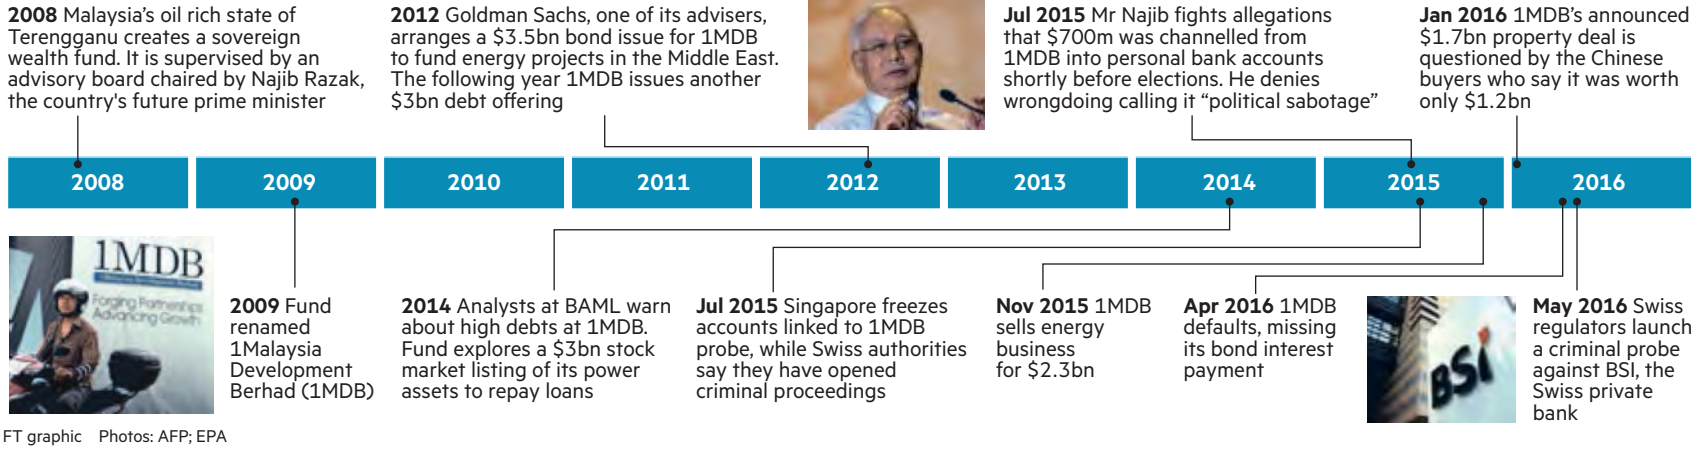 2008 Malaysia’s oil rich state of
Terengganu creates a sovereign
wealth fund. It is supervised by an
advisory board chaired by Najib Razak,
the country's future prime minister
2012 Goldman Sachs, one of its advisers,
arranges a $3.5bn bond issue for 1MDB
to fund energy projects in the Middle East.
The following year 1MDB issues another
$3bn debt offering
Jul 2015 Mr Najib fights allegations
that $700m was channelled from
1MDB into personal bank accounts
shortly before elections. He denies
wrongdoing calling it “political sabotage”
Jan 2016 1MDB’s announced
$1.7bn property deal is
questioned by the Chinese
buyers who say it was worth
only $1.2bn
2008 2009 2010 2011 2012 2013 2014 2015 2016
1MDB
Forging Partnerships
Advancing Growth
2009 Fund
renamed
1Malaysia
Development
Berhad (1MDB)
2014 Analysts at BAML warn
about high debts at 1MDB.
Fund explores a $3bn stock
market listing of its power
assets to repay loans
Jul 2015 Singapore freezes
accounts linked to 1MDB
probe, while Swiss authorities
say they have opened
criminal proceedings
Nov 2015 1MDB
sells energy
business
for $2.3bn
Apr 2016 1MDB
defaults, missing
its bond interest
payment
BSI
May 2016 Swiss
regulators launch
a criminal probe
against BSI, the
Swiss private
bank
FT graphic Photos: AFP; EPA